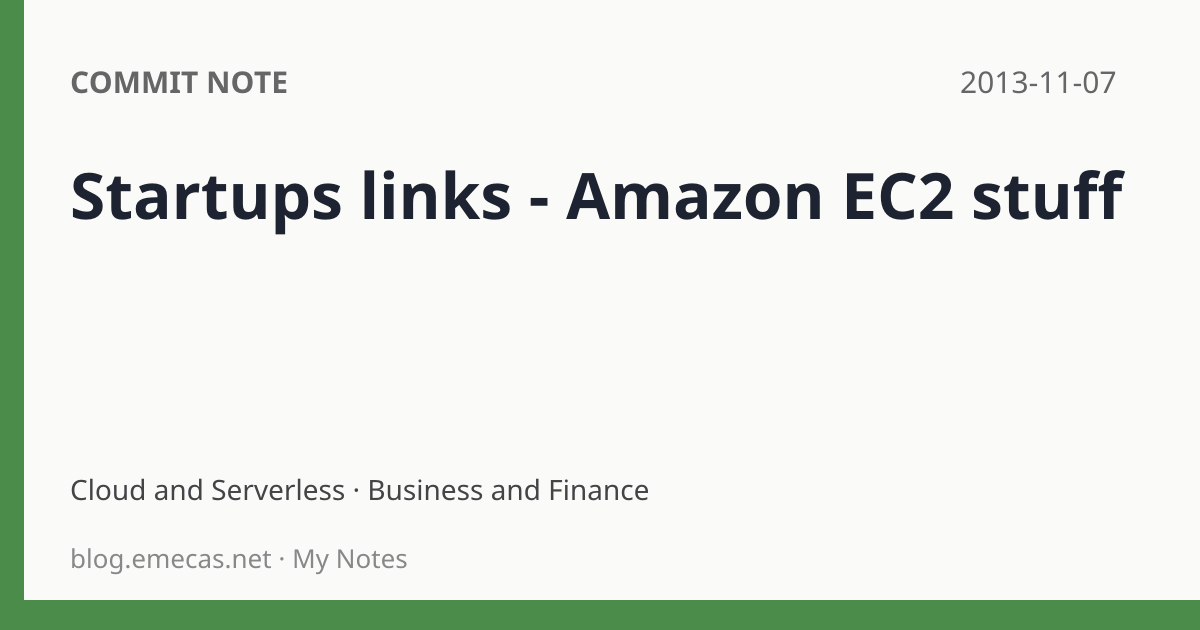 COMMIT NOTE
2013-11-07
Startups links - Amazon EC2 stuff
Cloud and Serverless · Business and Finance
blog.emecas.net · My Notes